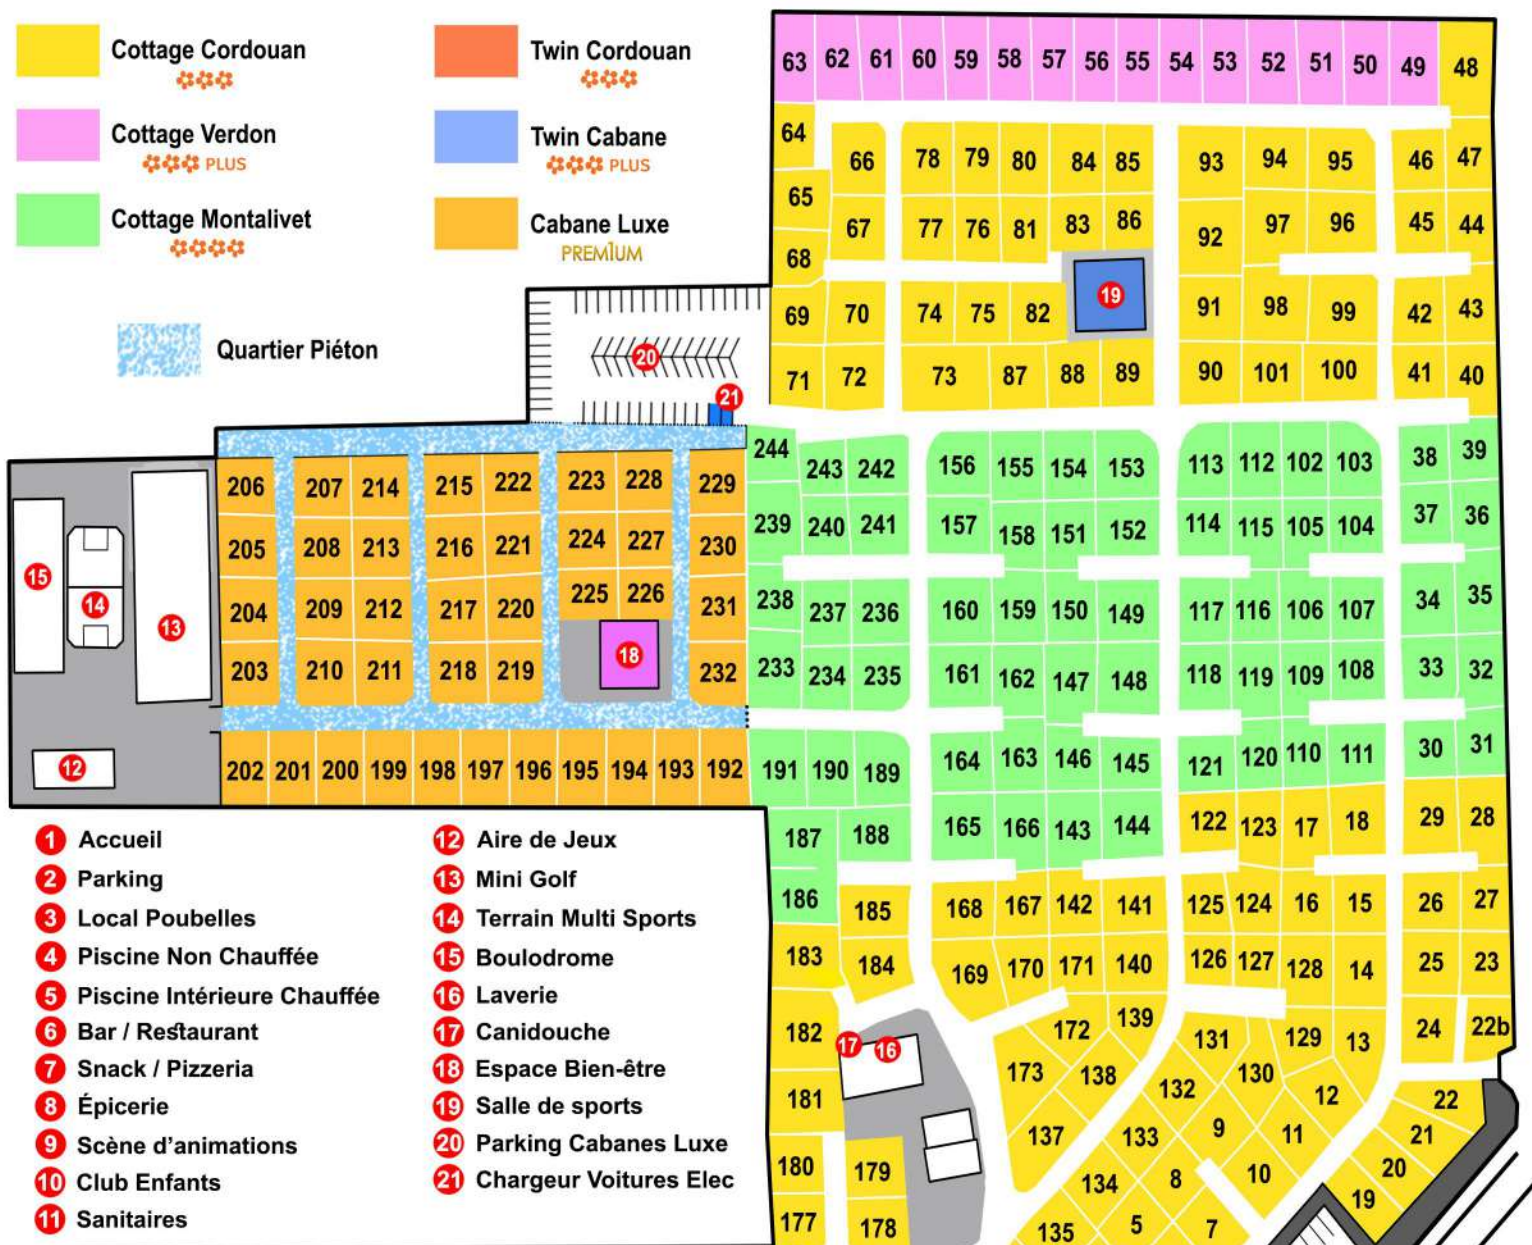 Cottage Cordouan
Cottage Verdon
PLUS
Cottage Montalivet
Twin Cordouan
Twin Cabane
PLUS
Cabane Luxe
PREM1UM
Quartier Piéton
63 62 61 60 59 58 57 56 55 54 53 52 51 50 49 48
64 66 78 79 80 84 85 93 94 95 46 47
65 67 77 76 81 83 86 92 97 96 45 44
68
69 70 74 75 82 19 91 98 99 42 43
20
71 72 73 87 88 89 90 101 100 41 40
21
244 243 242 156 155 154 153 113 112 102 103 38 39
206 207 214 215 222 223 228 229
239 240 241 157 158 151 152 114 115 105 104 37 36
205 208 213 216 221 224 227 230
15 14 13
204 209 212 217 220 225 226 231
238 237 236 160 159 150 149 117 116 106 107 34 35
203 210 211 218 219 18 232
233 234 235 161 162 147 148 118 119 109 108 33 32
12
202 201 200 199 198 197 196 195 194 193 192 191 190 189 164 163 146 145 121 120 110 111 30 31
187 188 165 166 143 144 122 123 17 18 29 28
186 185 168 167 142 141 125 124 16 15 26 27
183 184 169 170 171 140 126 127 128 14 25 23
182 17 16 172 139 131 129 13 24 22b
181 173 138 132 130 12 22
137 133 9 11 21
180 179 134 8 10 20
177 178 135 5 7 19
1 Accueil
2 Parking
3 Local Poubelles
4 Piscine Non Chauffée
5 Piscine Intérieure Chauffée
6 Bar / Restaurant
7 Snack / Pizzeria
8 Épicerie
9 Scène d'animations
10 Club Enfants
11 Sanitaires
12 Aire de Jeux
13 Mini Golf
14 Terrain Multi Sports
15 Boulodrome
16 Laverie
17 Canidouche
18 Espace Bien-être
19 Salle de sports
20 Parking Cabanes Luxe
21 Chargeur Voitures Elec